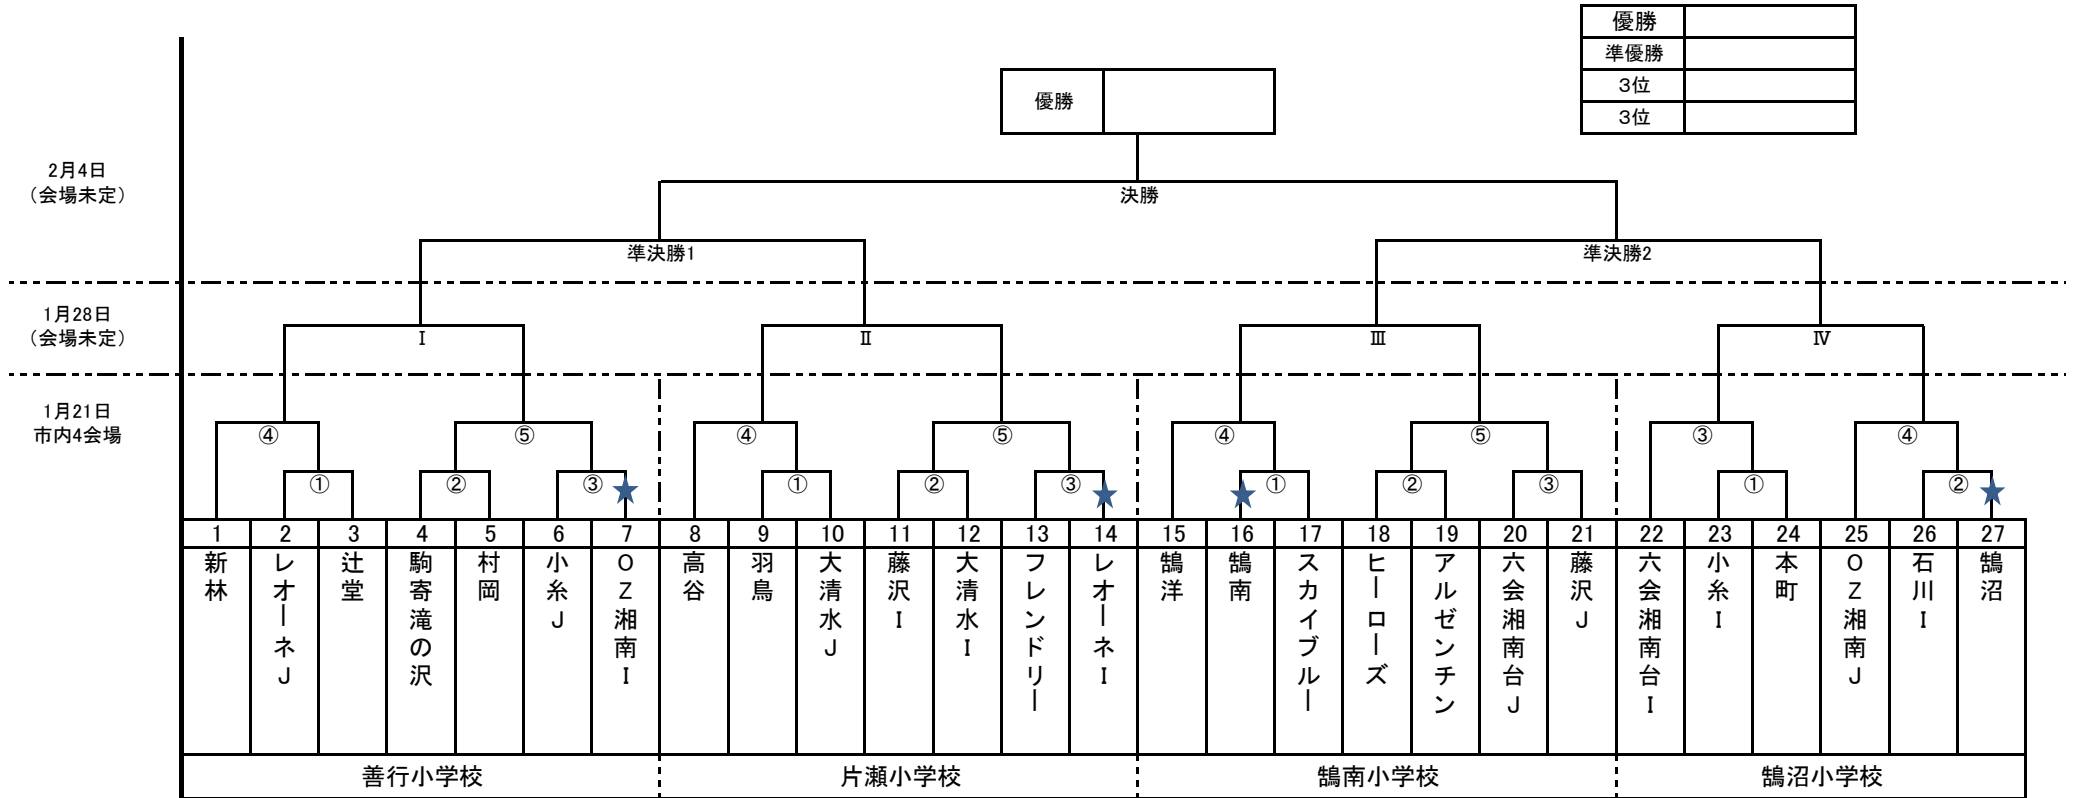 優勝
準優勝
3位
3位
優勝
2月4日
（会場未定）
決勝
準決勝1
準決勝2
1月28日
（会場未定）
Ⅰ
Ⅱ
Ⅲ
Ⅳ
1月21日
市内4会場
④
⑤
④
⑤
④
⑤
③
④
①
②
③
①
②
③
①
②
③
①
②
1 2 3 4 5 6 7 8 9 10 11 12 13 14 15 16 17 18 19 20 21 22 23 24 25 26 27
新林
レオーネJ
辻堂
駒寄滝の沢
村岡
小糸J
OZ湘南I
高谷
羽鳥
大清水J
藤沢I
大清水I
フレンドリー
レオーネI
鵠洋
鵠南
スカイブルー
ヒーローズ
アルゼンチン
六会湘南台J
藤沢J
六会湘南台I
小糸I
本町
OZ湘南J
石川I
鵠沼
善行小学校
片瀬小学校
鵠南小学校
鵠沼小学校